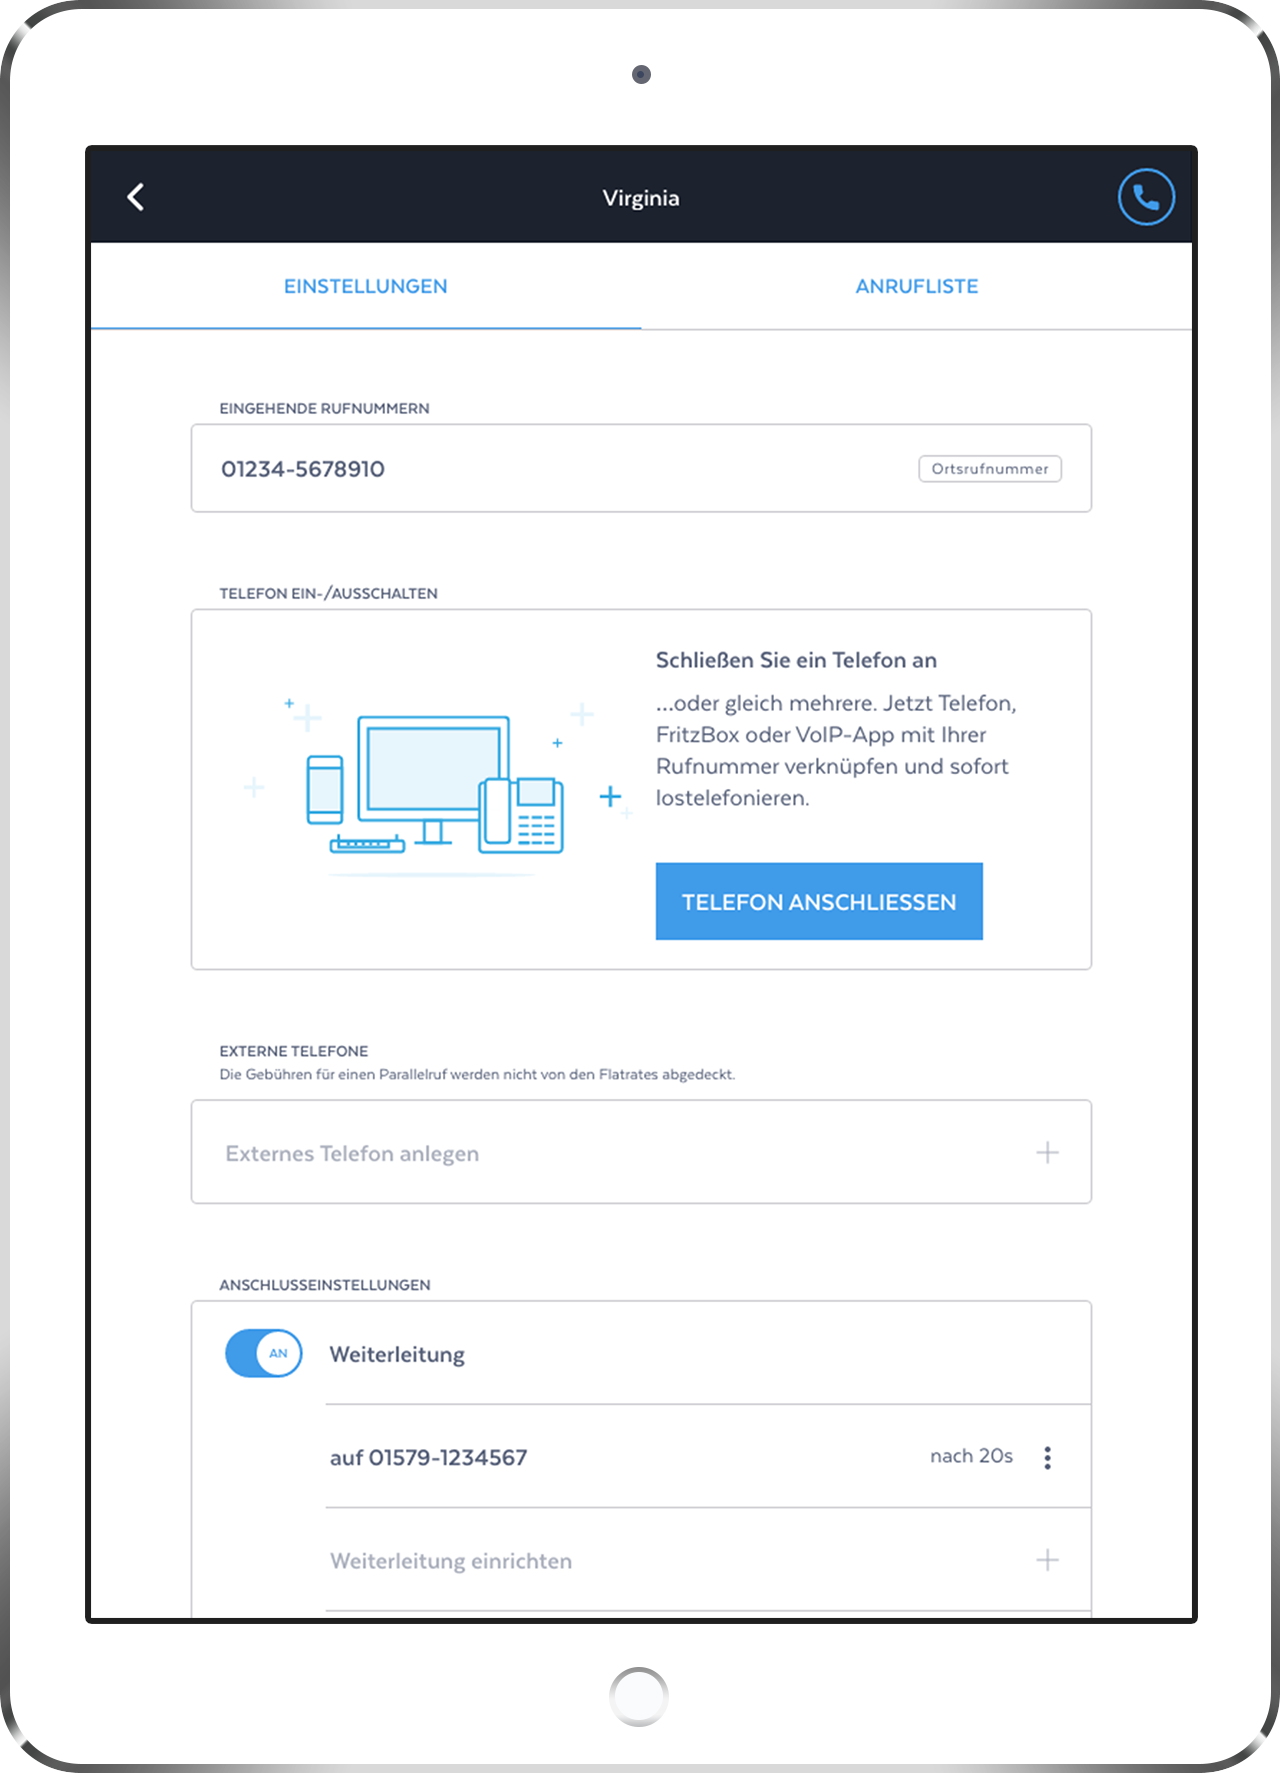 Virginia
EINSTELLUNGEN
ANRUFLISTE
EINGEHENDE RUFNUMMERN
01234-5678910
Ortsrufnummer
TELEFON EIN-/AUSSCHALTEN
Schließen Sie ein Telefon an
...oder gleich mehrere. Jetzt Telefon,
FritzBox oder VoIP-App mit Ihrer
Rufnummer verknüpfen und sofort
lostelefonieren.
TELEFON ANSCHLIESSEN
EXTERNE TELEFONE
Die Gebühren für einen Parallelruf werden nicht von den Flatrates abgedeckt.
Externes Telefon anlegen
ANSCHLUSSEINSTELLUNGEN
AN
Weiterleitung
auf 01579-1234567
nach 20s
Weiterleitung einrichten